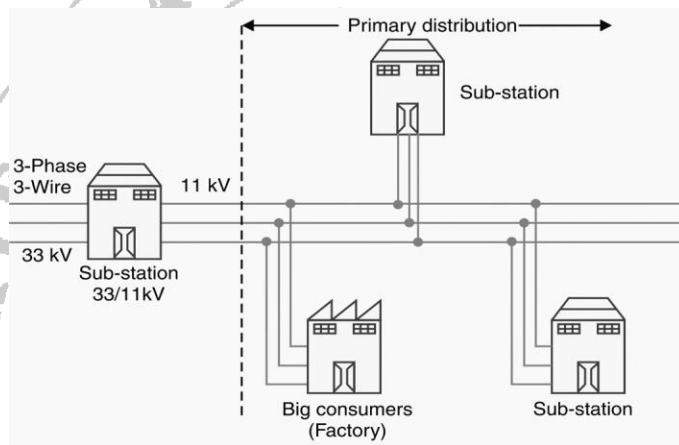 Primary distribution
Sub-station
3-Phase
3-Wire
11 kV
33 kV
Sub-station
33/11kV
Big consumers
(Factory)
Sub-station